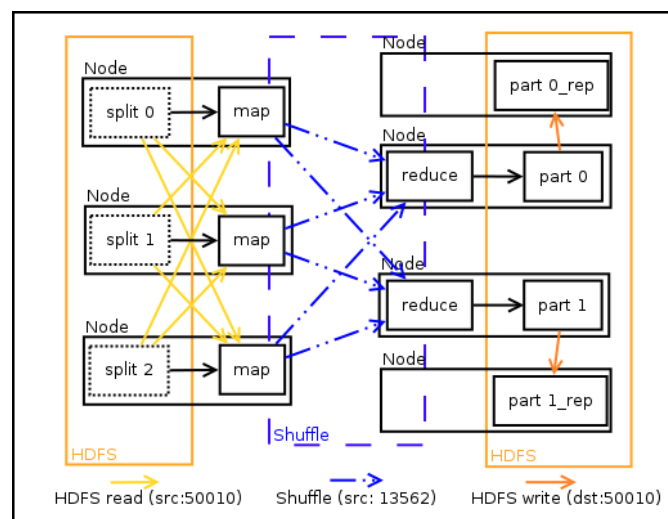 Node
Node
split 0
map
part 0_rep
Node
reduce
part 0
Node
split 1
map
Node
reduce
part 1
Node
split 2
map
Node
part 1_rep
Shuffle
HDFS
HDFS
HDFS read (src:50010)
Shuffle (src: 13562)
HDFS write (dst:50010)